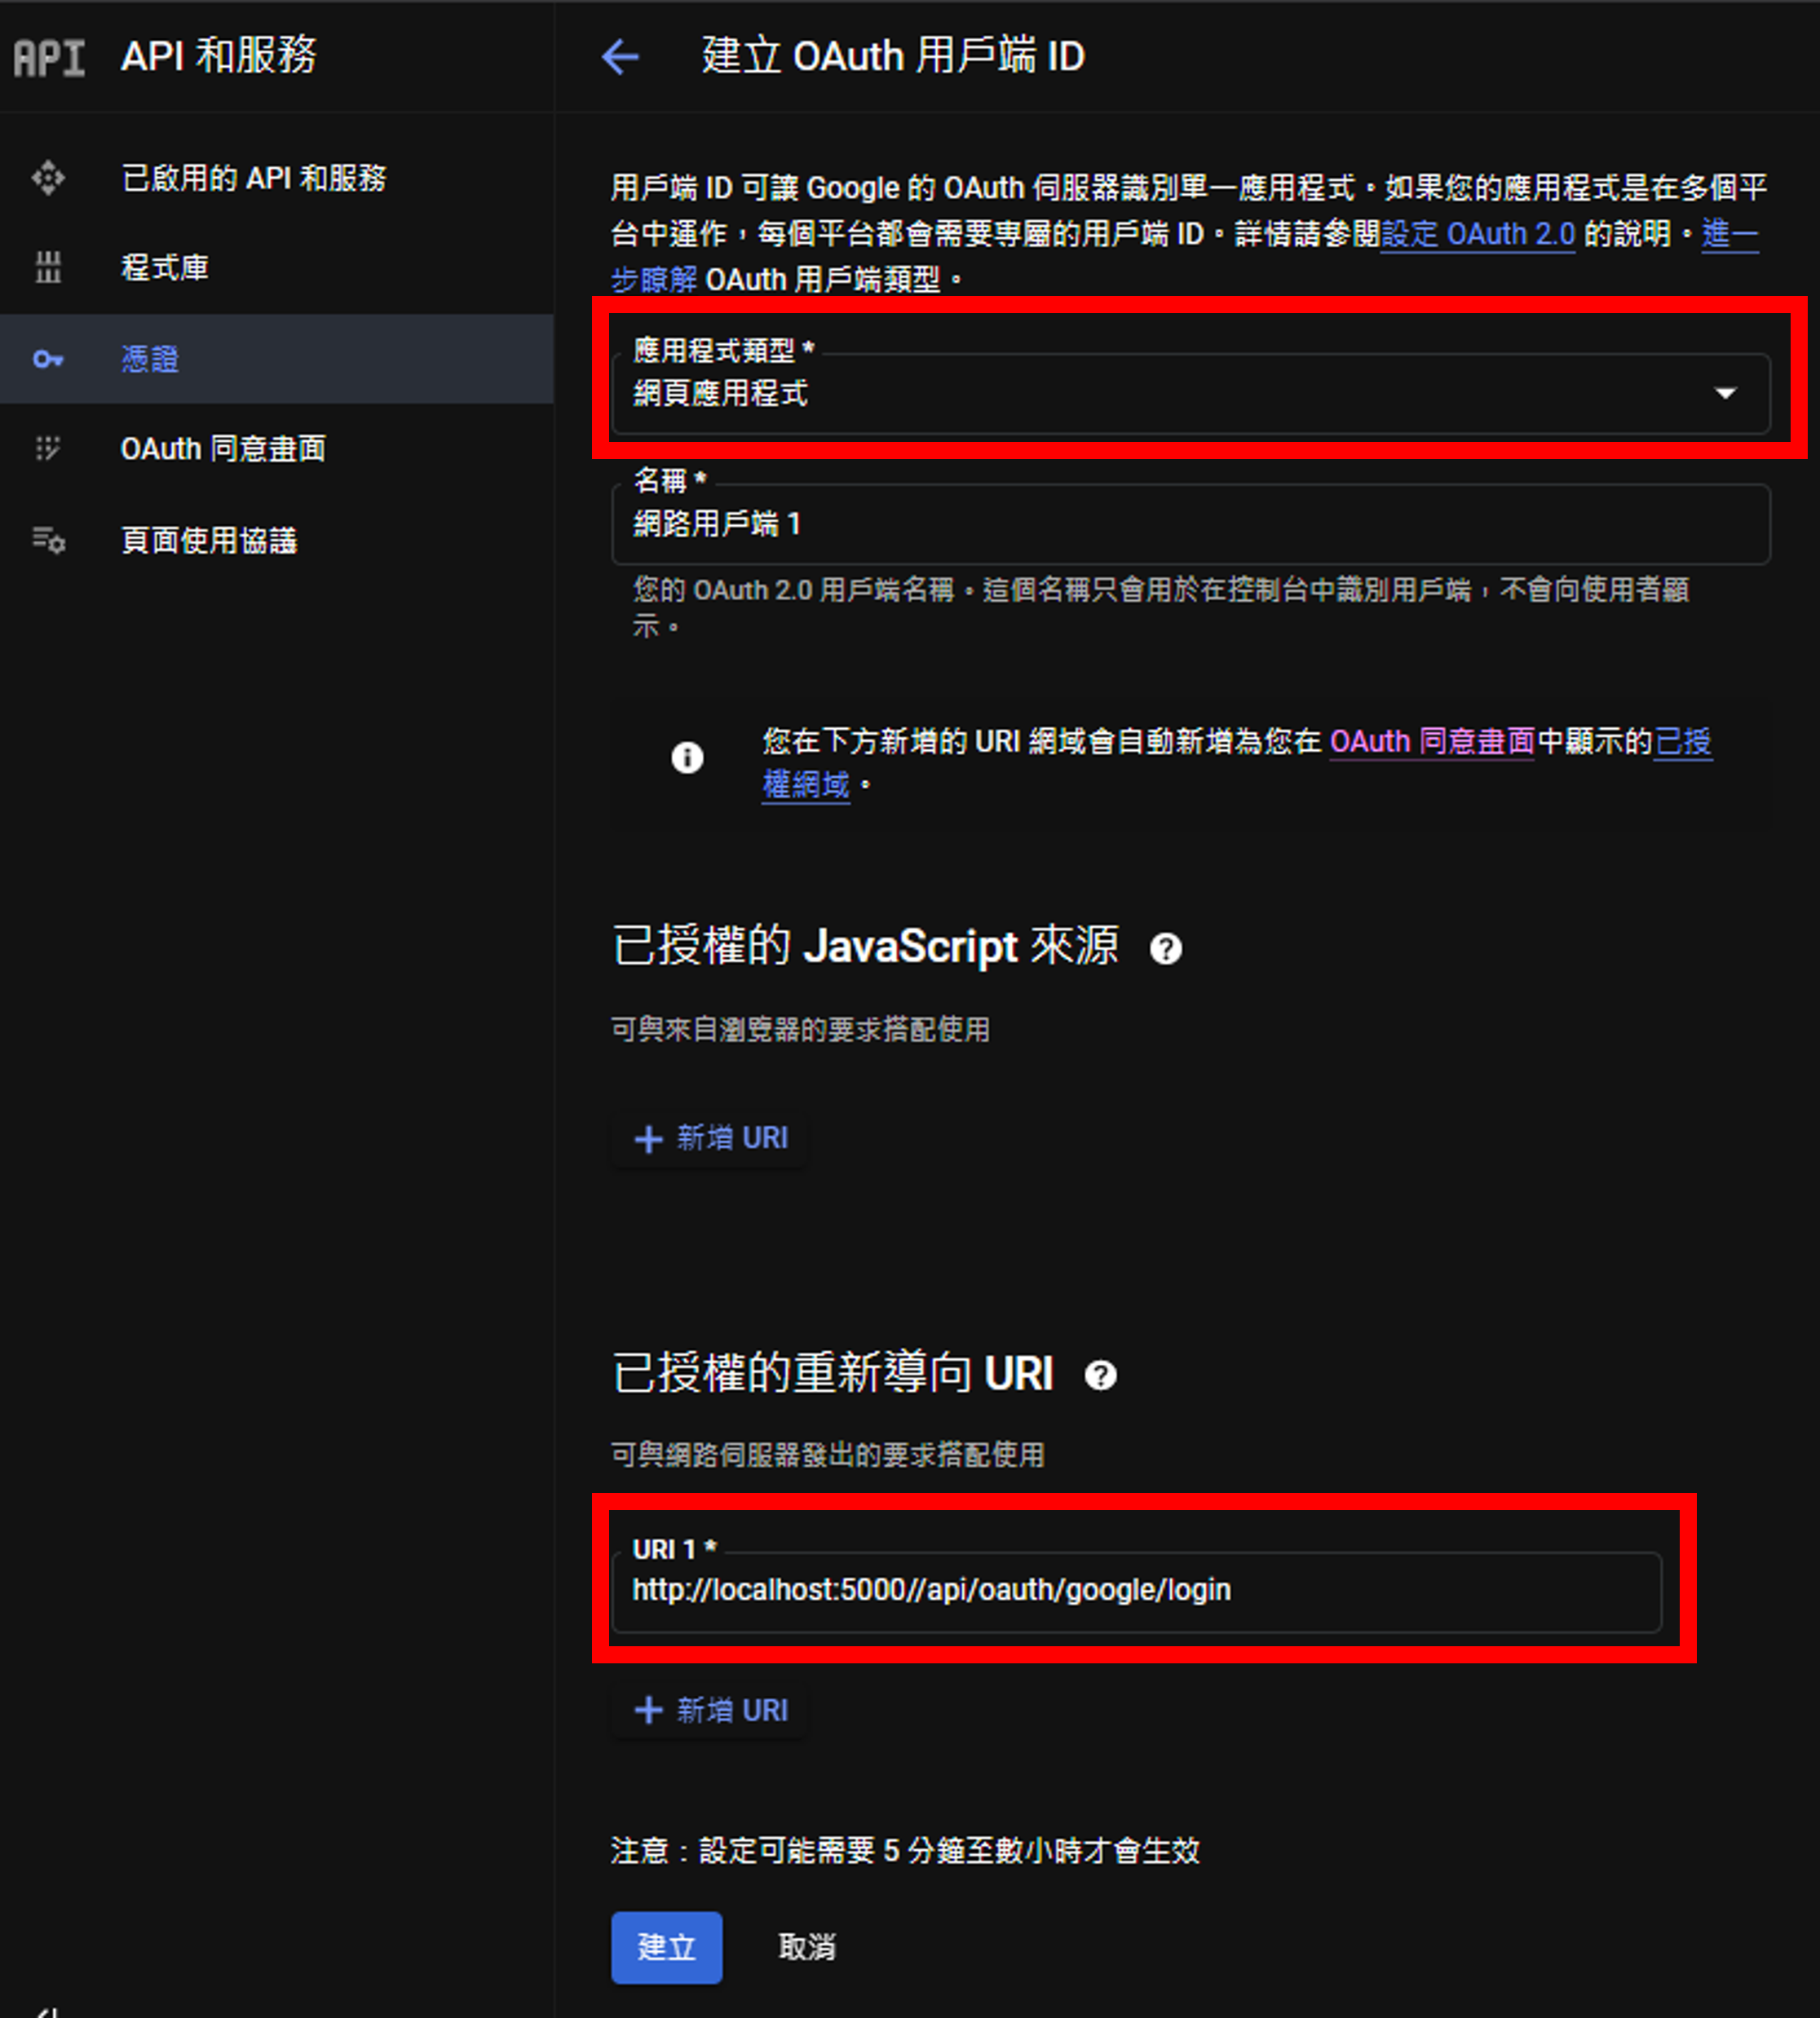 API API 和服務
已啟用的 API 和服務
程式庫
憑證
OAuth 同意畫面
頁面使用協議
建立 OAuth 用戶端 ID
用戶端 ID 可讓 Google 的 OAuth 伺服器識別單一應用程式。如果您的應用程式是在多個平
台中運作，每個平台都會需要專屬的用戶端 ID。詳情請參閱設定 OAuth 2.0 的說明。進一
步瞭解 OAuth 用戶端類型。
應用程式類型 *
網頁應用程式
名稱 *
網路用戶端 1
您的 OAuth 2.0 用戶端名稱。這個名稱只會用於在控制台中識別用戶端，不會向使用者顯
示。
您在下方新增的 URI 網域會自動新增為您在 OAuth 同意畫面中顯示的已授
權網域。
已授權的 JavaScript 來源
可與來自瀏覽器的要求搭配使用
新增 URI
已授權的重新導向 URI
可與網路伺服器發出的要求搭配使用
URI 1 *
http://localhost:5000//api/oauth/google/login
新增 URI
注意：設定可能需要 5 分鐘至數小時才會生效
建立 取消